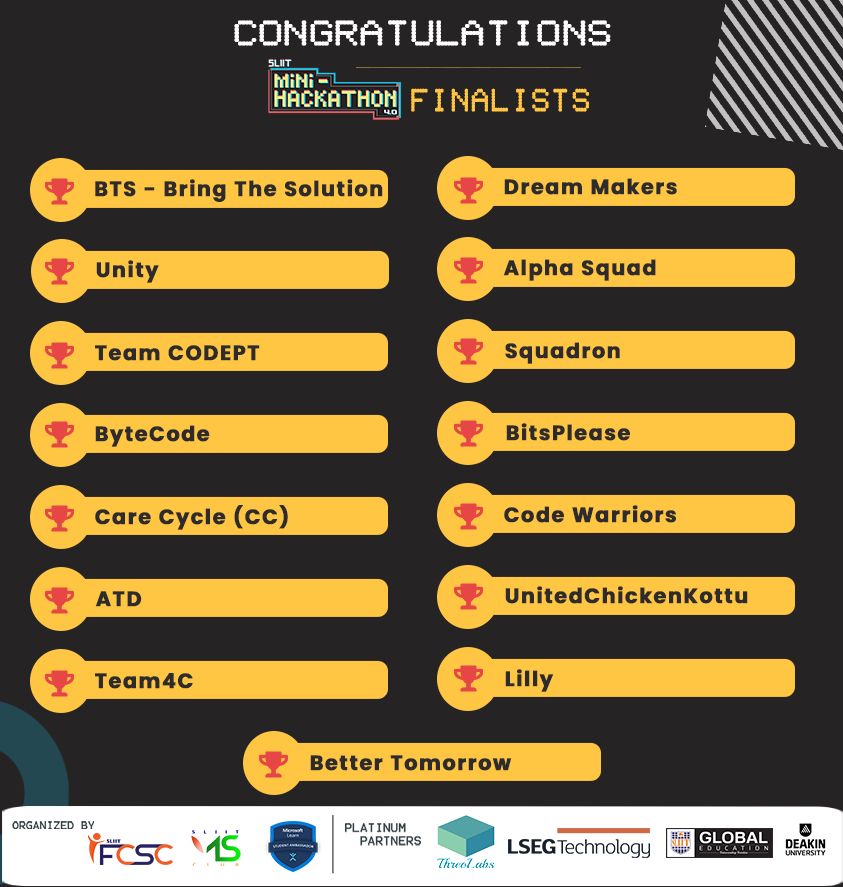 CONGRATULATIONS
SLIIT
MiNi -
HACKATHON
4.0
FINALISTS
BTS - Bring The Solution
Dream Makers
Unity
Alpha Squad
Team CODEPT
Squadron
ByteCode
BitsPlease
Care Cycle (CC)
Code Warriors
ATD
UnitedChickenKottu
Team4C
Lilly
Better Tomorrow
ORGANIZED BY
SLIIT
FCSC
SLIIT
MS
CLUB
Microsoft
Learn
STUDENT AMBASSADOR
PLATINUM
PARTNERS
ThreoLabs
LSEG Technology
GLOBAL
EDUCATION
DEAKIN
UNIVERSITY